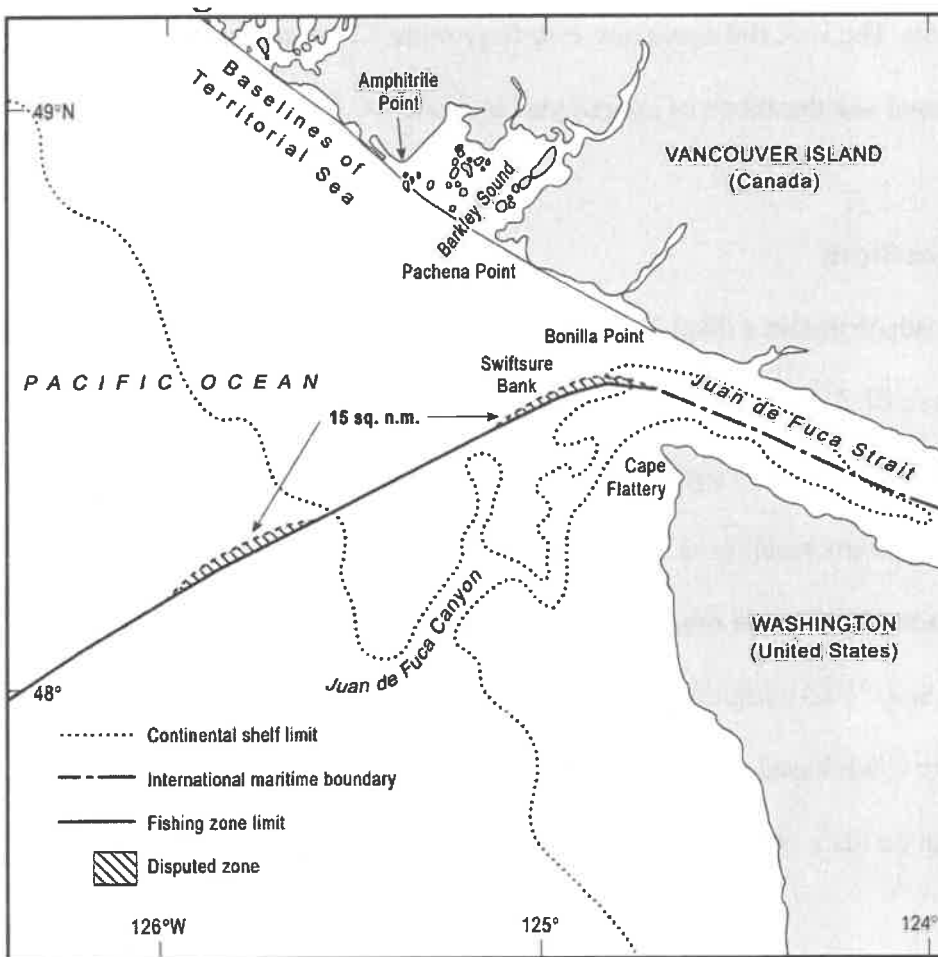 49°N
Baselines of
Territorial Sea
Amphitrite
Point
Barkley Sound
VANCOUVER ISLAND
(Canada)
Pachena Point
Bonilla Point
Swiftsure
Bank
PACIFIC OCEAN
15 sq. n.m.
Juan de Fuca Strait
Cape
Flattery
Juan de Fuca Canyon
WASHINGTON
(United States)
48°
Continental shelf limit
International maritime boundary
Fishing zone limit
Disputed zone
126°W
125°
124°